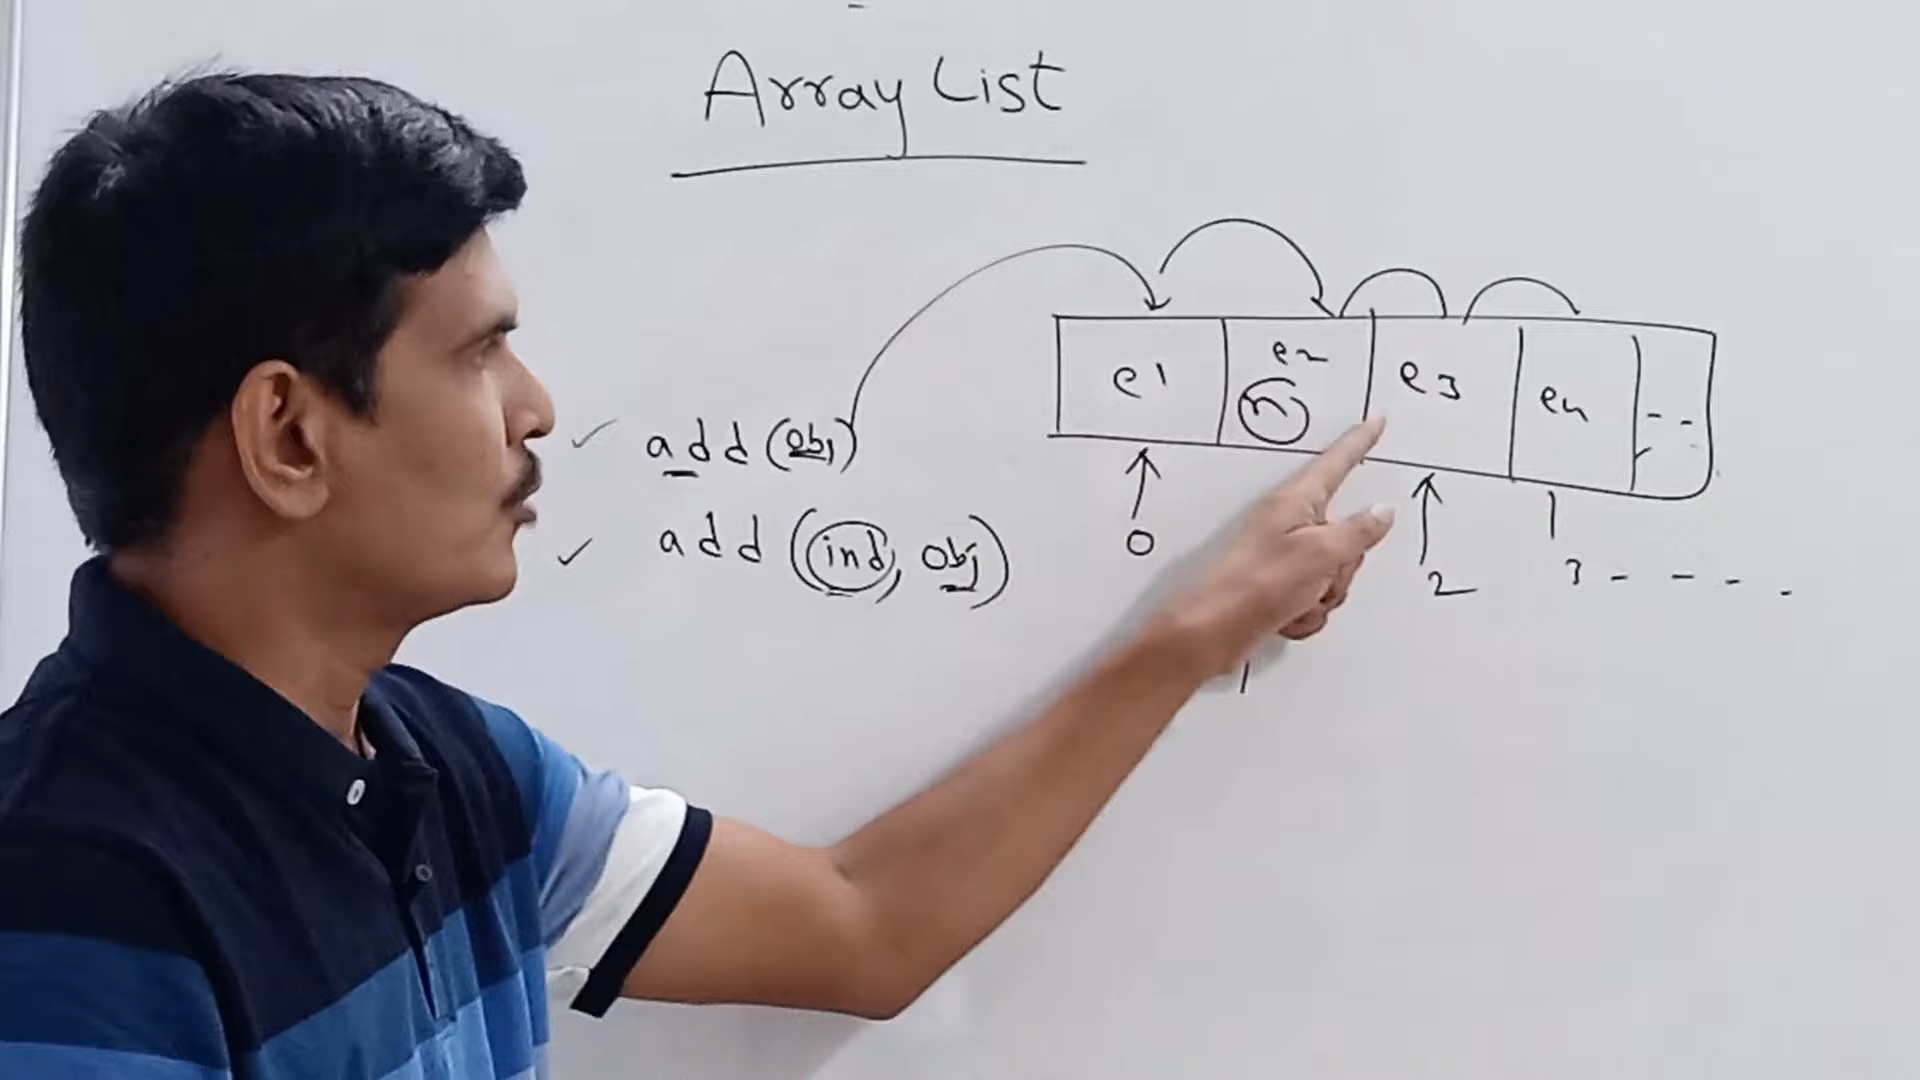 Array List
e1 e2 e3 en --
n
add (obj)
add (ind, obj)
0 2 3 - - - -
1